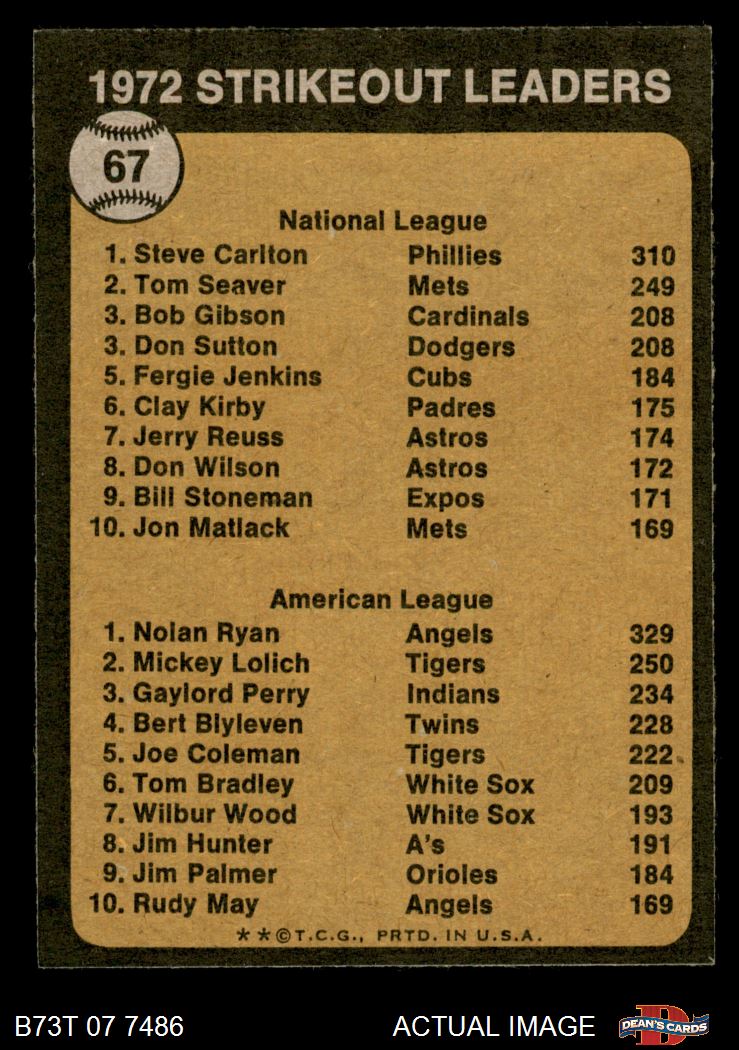 1972 STRIKEOUT LEADERS
67
National League
1. Steve Carlton Phillies 310
2. Tom Seaver Mets 249
3. Bob Gibson Cardinals 208
3. Don Sutton Dodgers 208
5. Fergie Jenkins Cubs 184
6. Clay Kirby Padres 175
7. Jerry Reuss Astros 174
8. Don Wilson Astros 172
9. Bill Stoneman Expos 171
10. Jon Matlack Mets 169
American League
1. Nolan Ryan Angels 329
2. Mickey Lolich Tigers 250
3. Gaylord Perry Indians 234
4. Bert Blyleven Twins 228
5. Joe Coleman Tigers 222
6. Tom Bradley White Sox 209
7. Wilbur Wood White Sox 193
8. Jim Hunter A's 191
9. Jim Palmer Orioles 184
10. Rudy May Angels 169
**©T.C.G., PRTD. IN U.S.A.
B73T 07 7486 ACTUAL IMAGE
D
DEAN'S CARDS